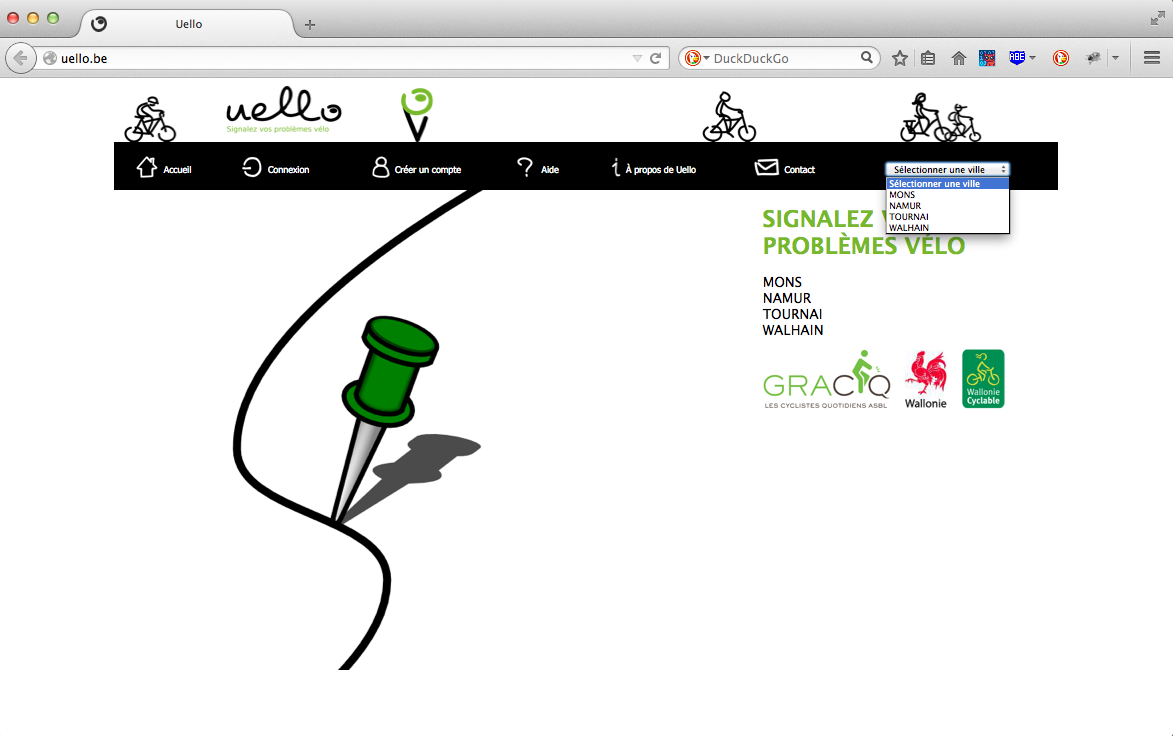 Uello
uello.be
DuckDuckGo
ABE
uello
Signalez vos problèmes vélo
Accueil
Connexion
Créer un compte
Aide
À propos de Uello
Contact
Sélectionner une ville
Sélectionner une ville
MONS
NAMUR
TOURNAI
WALHAIN
SIGNALEZ V
PROBLÈMES VÉLO
MONS
NAMUR
TOURNAI
WALHAIN
GRACQ
LES CYCLISTES QUOTIDIENS ASBL
Wallonie
Wallonie
Cyclable